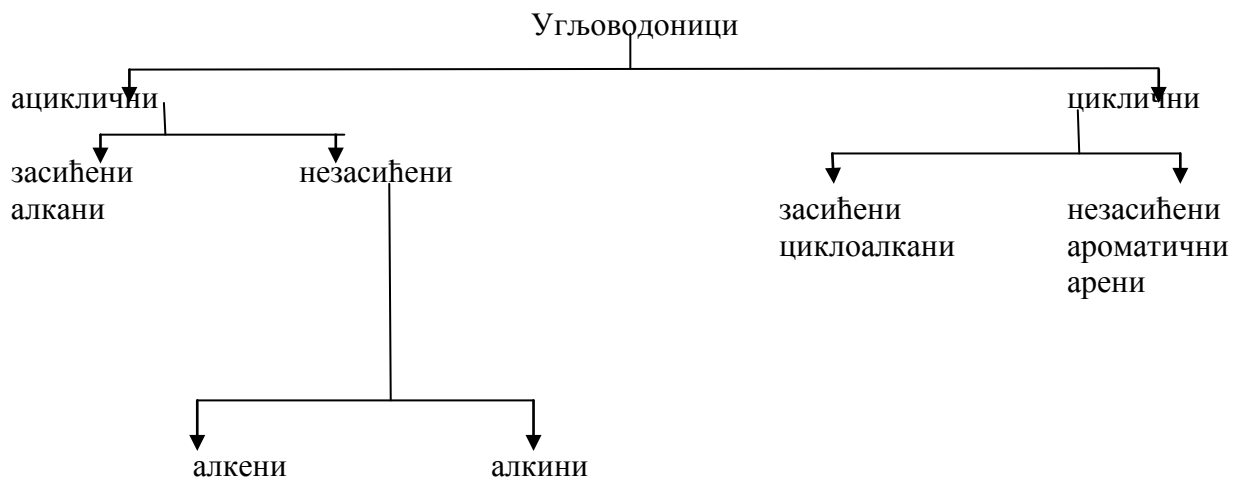 Угљоводоници
ациклични
циклични
засићени
алкани
незасићени
засићени
циклоалкани
незасићени
ароматични
арени
алкени
алкини